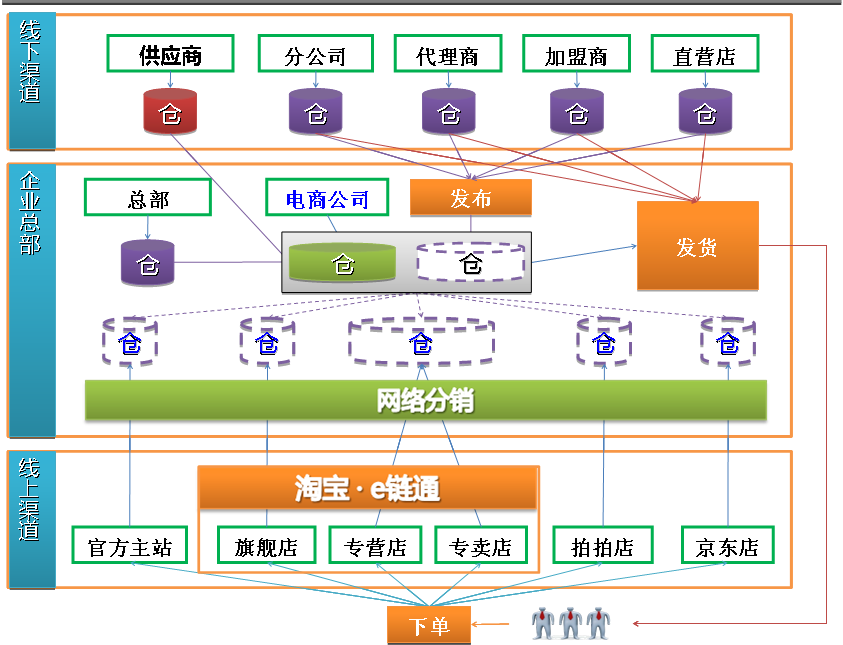 线下渠道
供应商
分公司
代理商
加盟商
直营店
仓
仓
仓
仓
仓
企业总部
总部
电商公司
发布
发货
仓
仓
仓
仓
仓
仓
仓
仓
网络分销
线上渠道
淘宝·e链通
官方主站
旗舰店
专营店
专卖店
拍拍店
京东店
下单